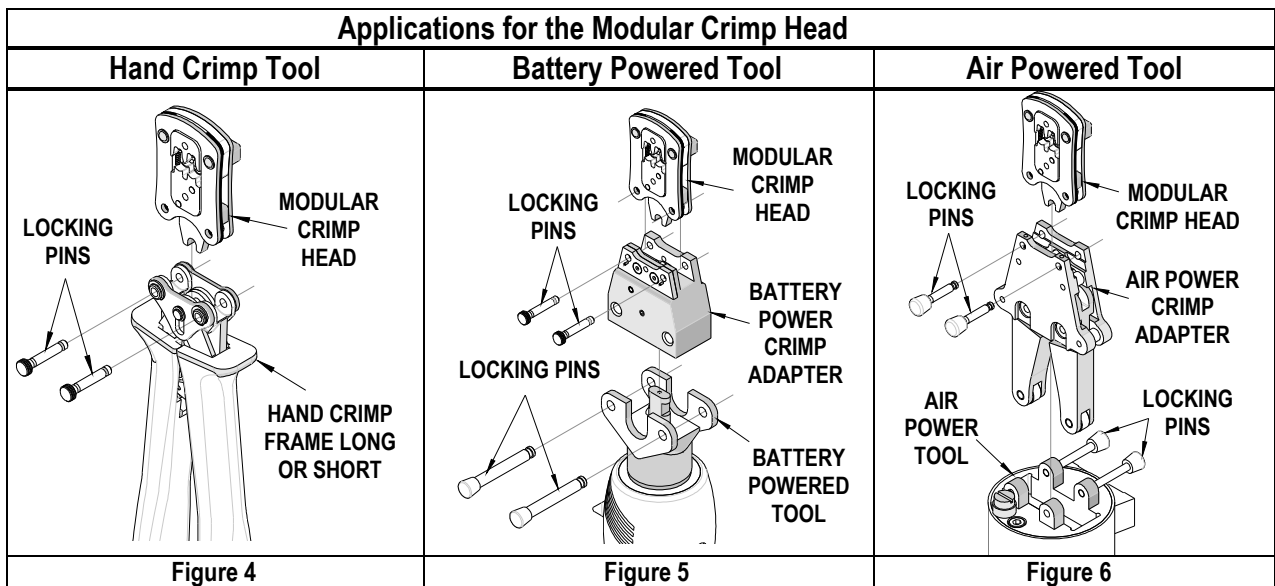 Applications for the Modular Crimp Head
Hand Crimp Tool
Battery Powered Tool
Air Powered Tool
LOCKING
PINS
MODULAR
CRIMP
HEAD
HAND CRIMP
FRAME LONG
OR SHORT
LOCKING
PINS
MODULAR
CRIMP
HEAD
BATTERY
POWER
CRIMP
ADAPTER
LOCKING PINS
BATTERY
POWERED
TOOL
LOCKING
PINS
MODULAR
CRIMP HEAD
AIR POWER
CRIMP
ADAPTER
AIR
POWER
TOOL
LOCKING
PINS
Figure 4
Figure 5
Figure 6